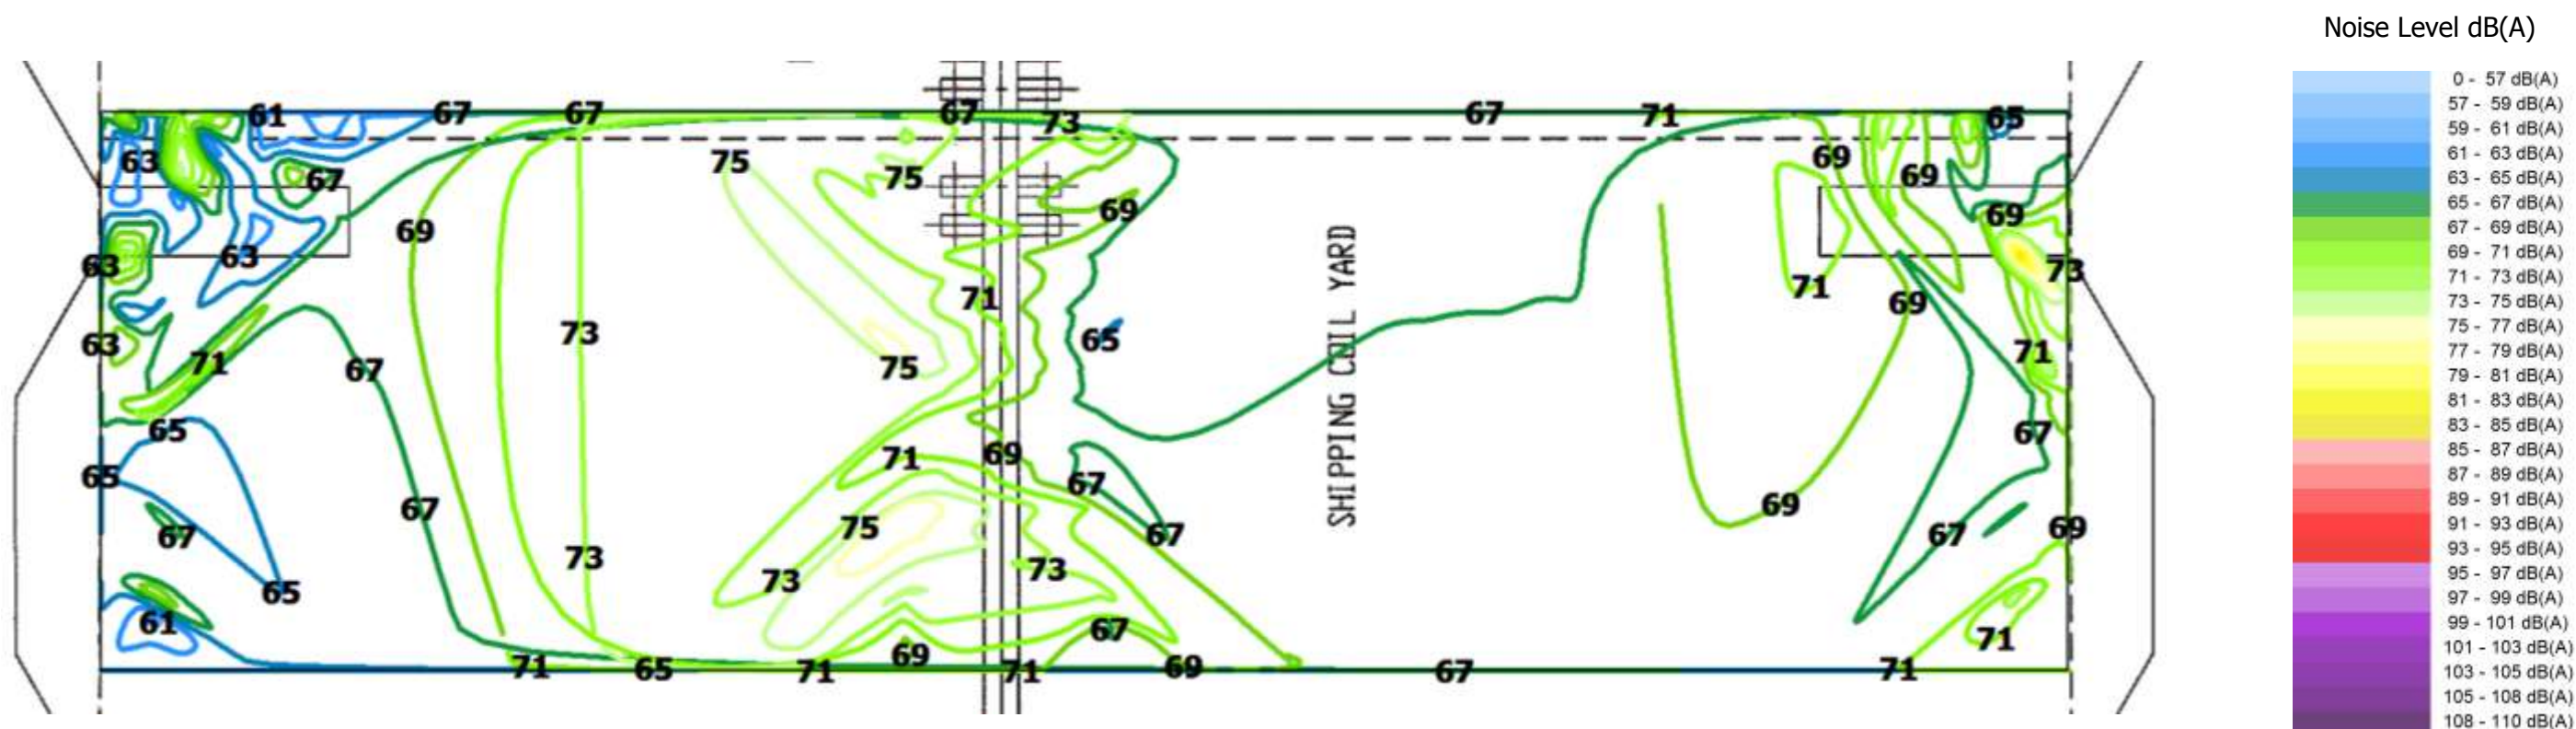 Noise Level dB(A)
0 - 57 dB(A)
57 - 59 dB(A)
59 - 61 dB(A)
61 - 63 dB(A)
63 - 65 dB(A)
65 - 67 dB(A)
67 - 69 dB(A)
69 - 71 dB(A)
71 - 73 dB(A)
73 - 75 dB(A)
75 - 77 dB(A)
77 - 79 dB(A)
79 - 81 dB(A)
81 - 83 dB(A)
83 - 85 dB(A)
85 - 87 dB(A)
87 - 89 dB(A)
89 - 91 dB(A)
91 - 93 dB(A)
93 - 95 dB(A)
95 - 97 dB(A)
97 - 99 dB(A)
99 - 101 dB(A)
101 - 103 dB(A)
103 - 105 dB(A)
105 - 108 dB(A)
108 - 110 dB(A)
61 67 67 67 73 67 71 65
63 75 69
67 75 69
69 69 69
63 63 71 71 73
63 73 65 69
71 67 75 71
65 71 69 67
65 67 67 69
67 75 67 67 69
65 73 73 73
61 69 67 71
71 65 71 71 69 67 71
SHIPPING COIL YARD